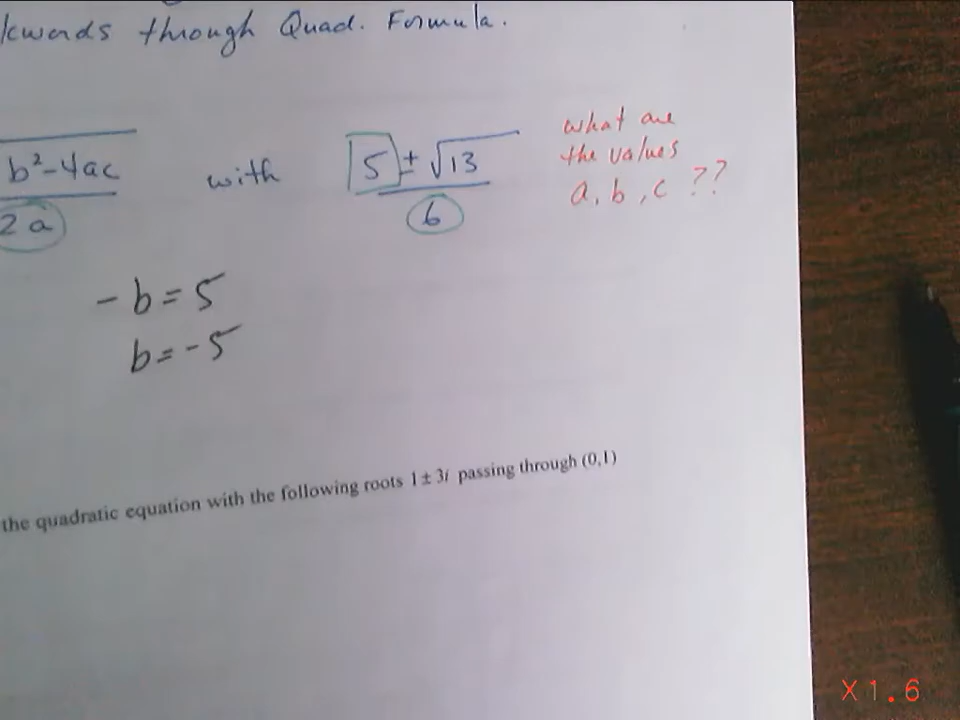 kwords through Quad. Formula.
b²-4ac
2a
with
5 ± √13
6
what are
the values
a, b, c ??
- b = 5
b = - 5
the quadratic equation with the following roots 1 ± 3i passing through (0,1)
X1.6